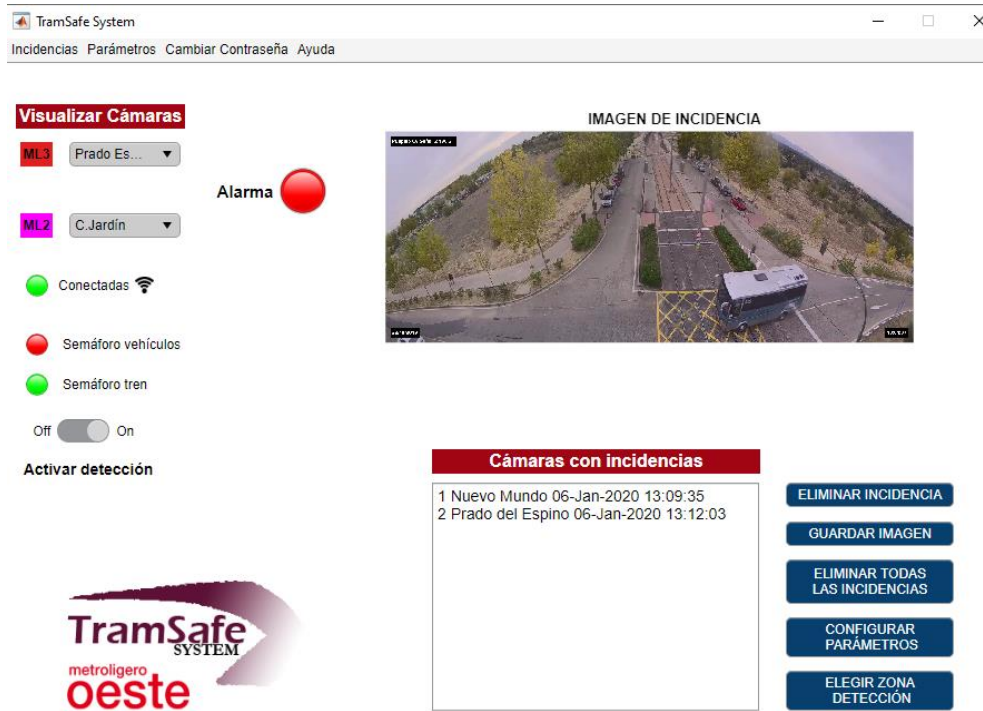 TramSafe System
Incidencias Parámetros Cambiar Contraseña Ayuda
Visualizar Cámaras
ML3
Prado Es...
Alarma
ML2
C.Jardín
Conectadas
Semáforo vehículos
Semáforo tren
Off
On
Activar detección
IMAGEN DE INCIDENCIA
Cámaras con incidencias
1 Nuevo Mundo 06-Jan-2020 13:09:35
2 Prado del Espino 06-Jan-2020 13:12:03
ELIMINAR INCIDENCIA
GUARDAR IMAGEN
ELIMINAR TODAS
LAS INCIDENCIAS
CONFIGURAR
PARÁMETROS
ELEGIR ZONA
DETECCIÓN
TramSafe
SYSTEM
metroligero
oeste